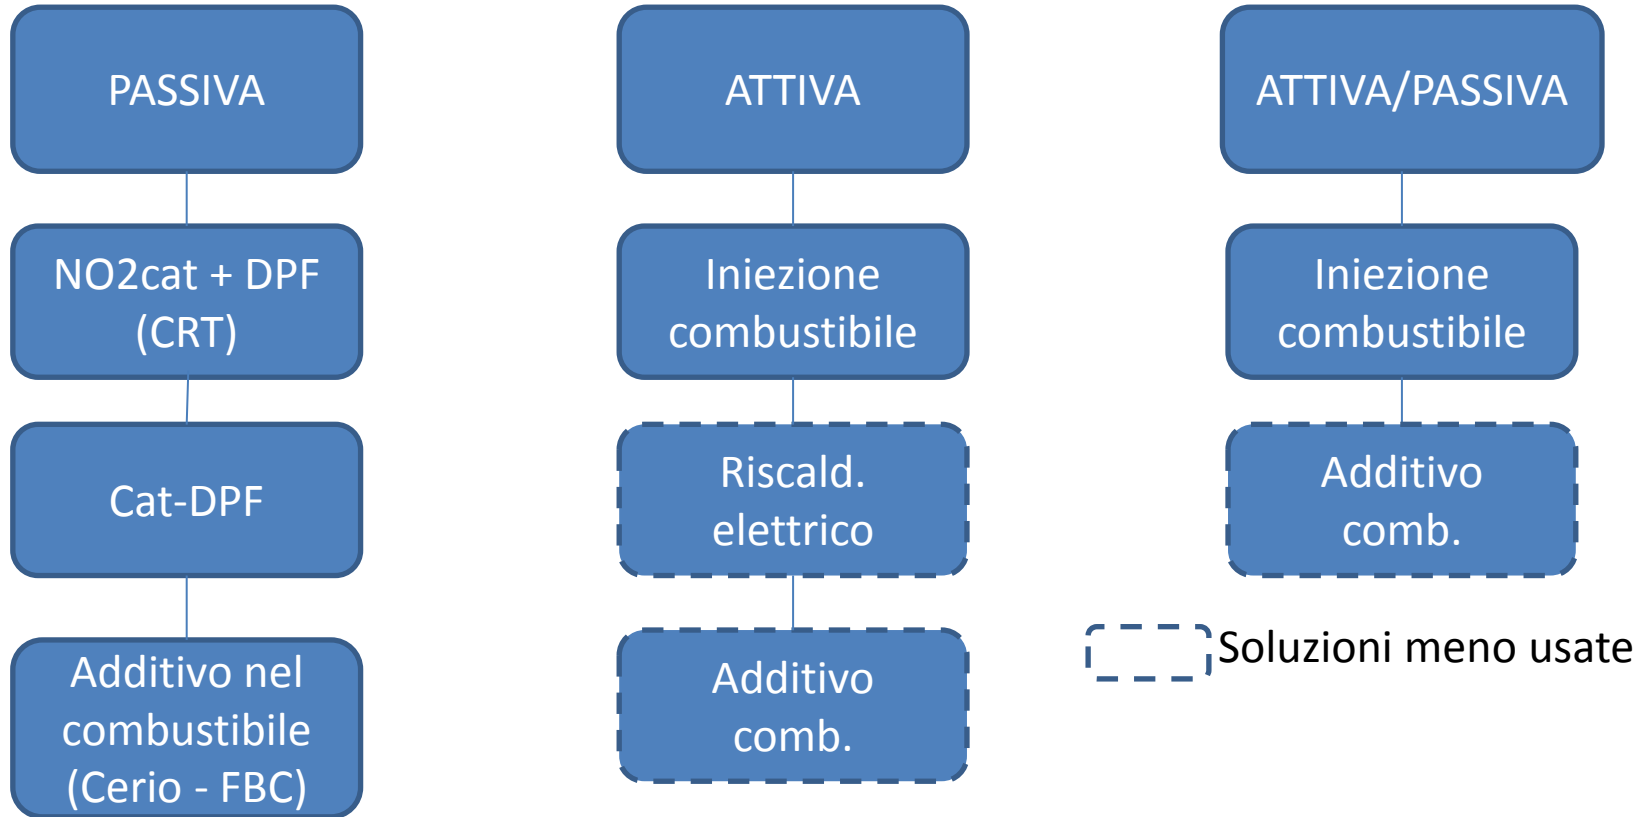 PASSIVA
NO2cat + DPF
(CRT)
Cat-DPF
Additivo nel
combustibile
(Cerio - FBC)
ATTIVA
Iniezione
combustibile
Riscald.
elettrico
Additivo
comb.
ATTIVA/PASSIVA
Iniezione
combustibile
Additivo
comb.
Soluzioni meno usate